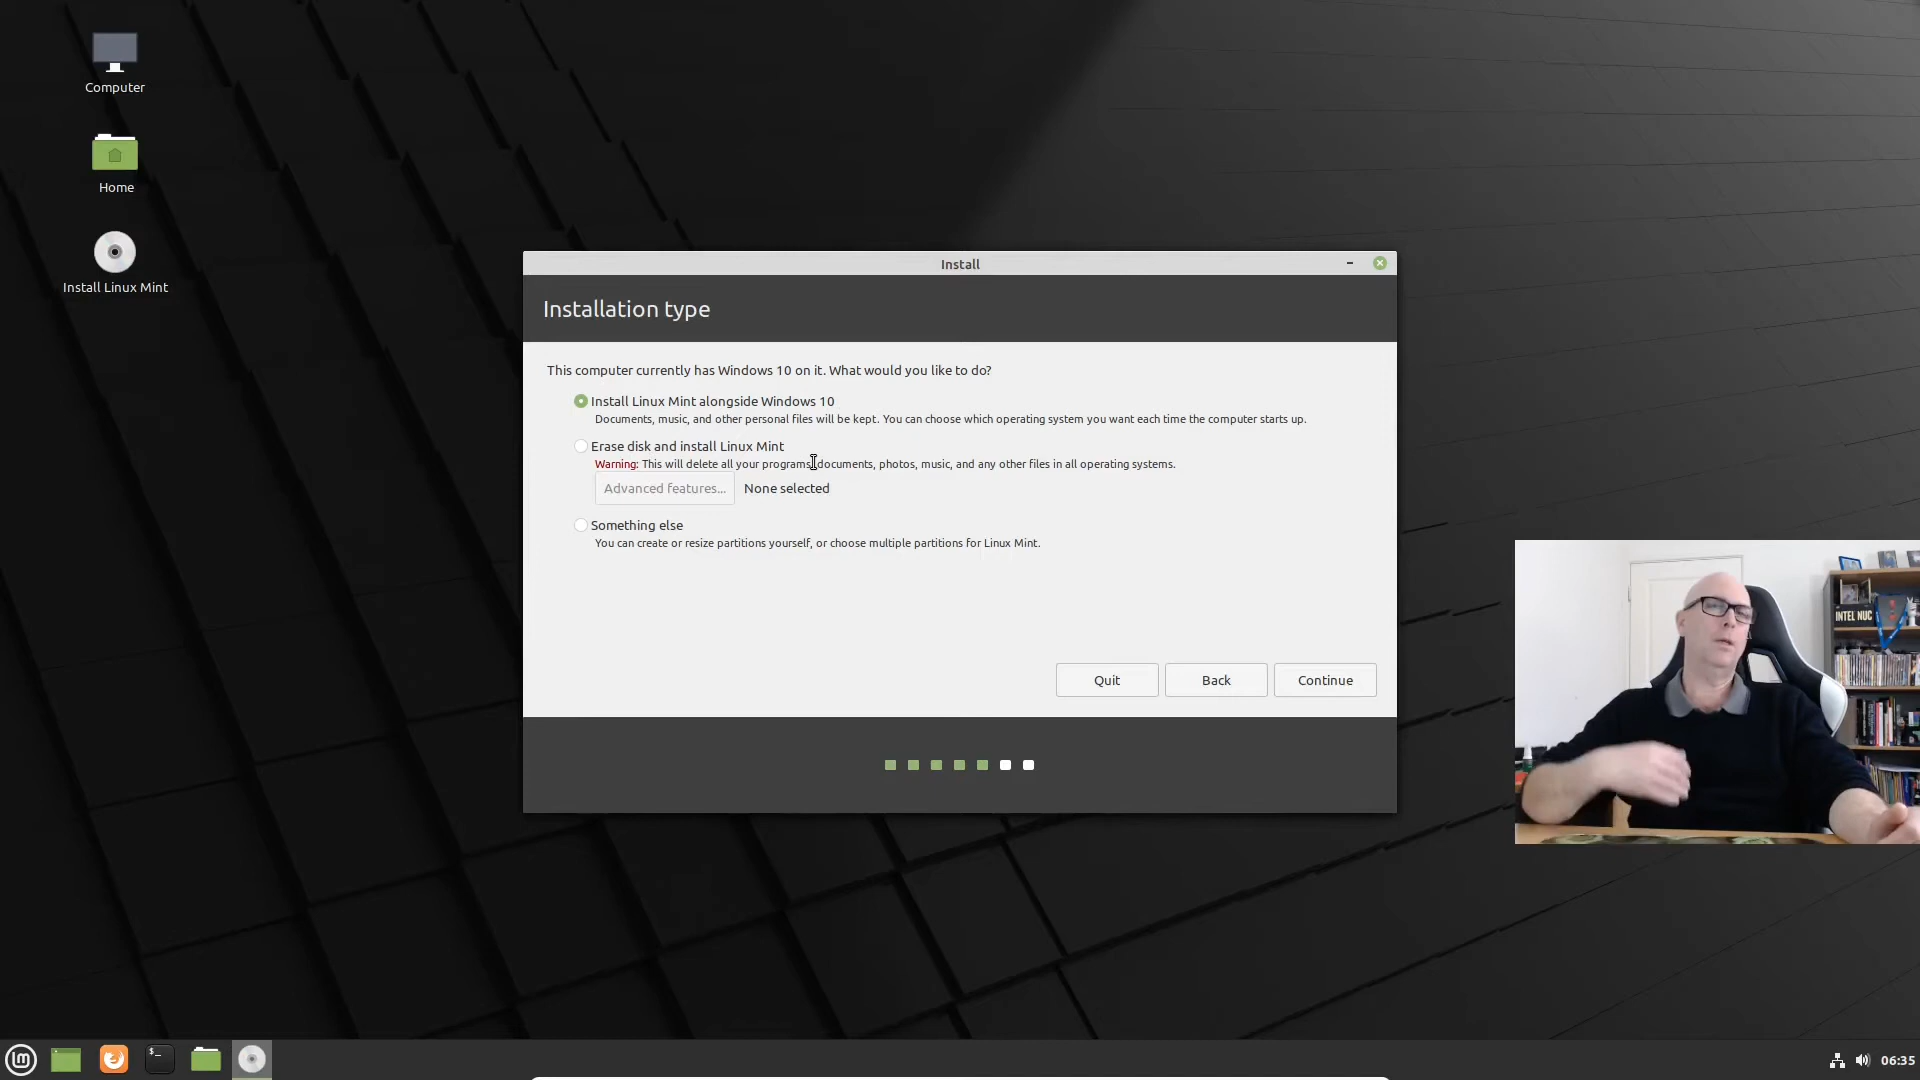 Computer
Home
Install Linux Mint
Install
Installation type
This computer currently has Windows 10 on it. What would you like to do?
Install Linux Mint alongside Windows 10
Documents, music, and other personal files will be kept. You can choose which operating system you want each time the computer starts up.
Erase disk and install Linux Mint
Warning: This will delete all your programs, documents, photos, music, and any other files in all operating systems.
Advanced features... None selected
Something else
You can create or resize partitions yourself, or choose multiple partitions for Linux Mint.
Quit Back Continue
INTEL NUC
lm
$_
06:35